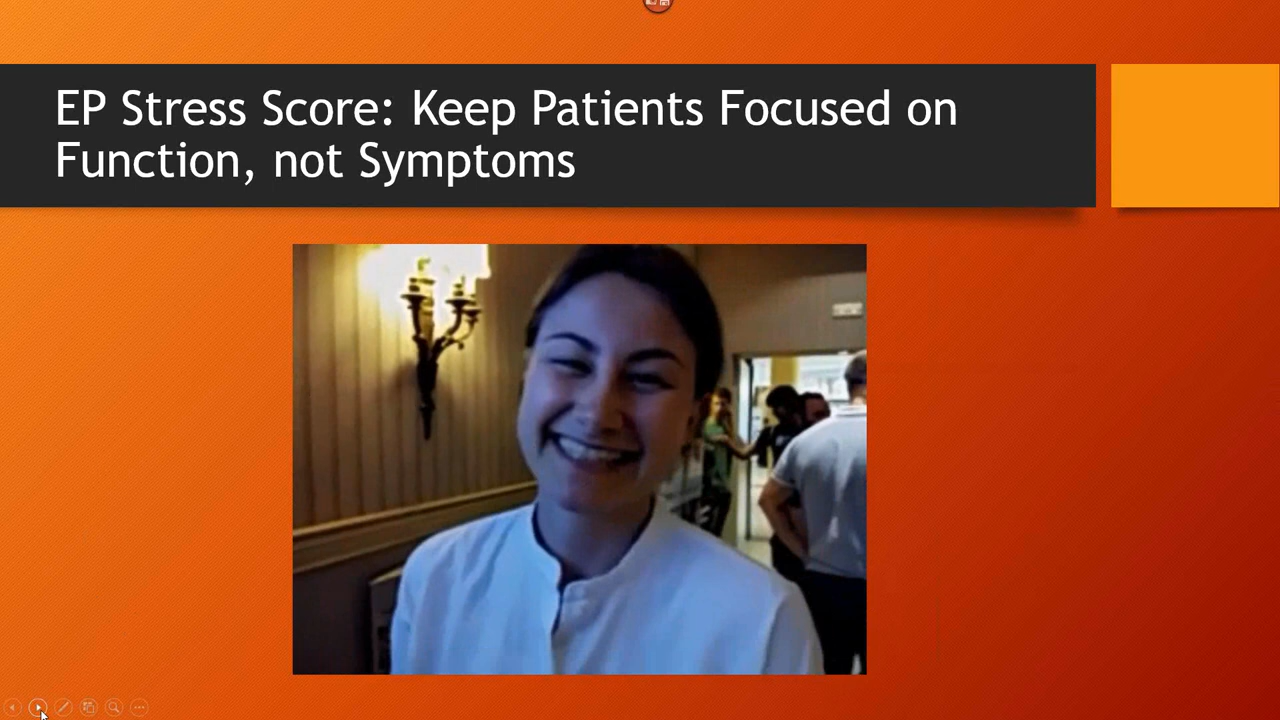 EP Stress Score: Keep Patients Focused on
Function, not Symptoms